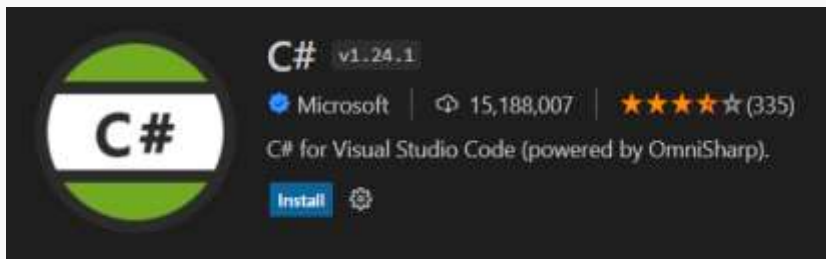 C# v1.24.1
C#
Microsoft 15,188,007 (335)
C# for Visual Studio Code (powered by OmniSharp).
Install